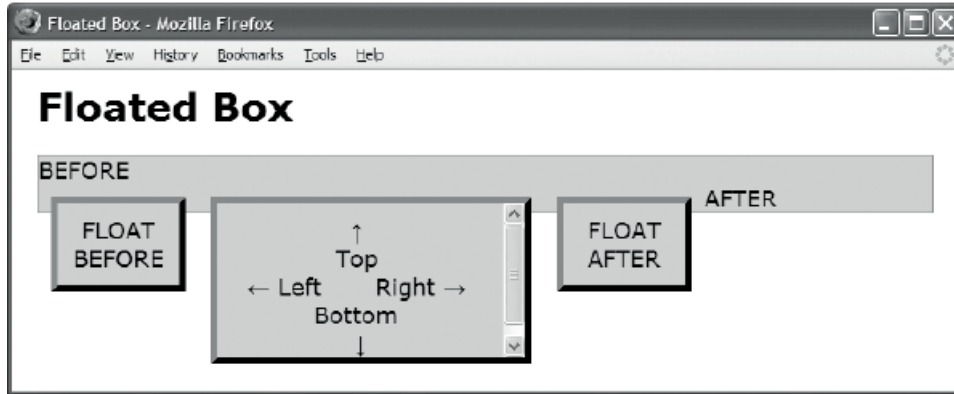 Floated Box - Mozilla Firefox
File Edit View History Bookmarks Tools Help
Floated Box
BEFORE
AFTER
FLOAT
BEFORE
↑
Top
← Left Right →
Bottom
↓
FLOAT
AFTER